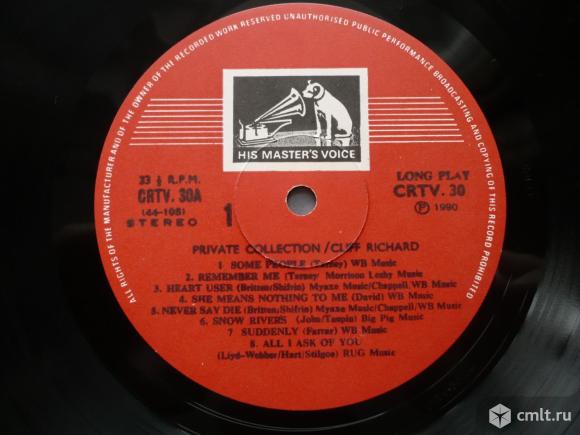 ALL RIGHTS OF THE MANUFACTURER AND OF THE OWNER OF THE RECORDED WORK RESERVED UNAUTHORISED PUBLIC PERFORMANCE BROADCASTING AND COPYING OF THIS RECORD PROHIBITED
HIS MASTER'S VOICE
33 ⅓ R.P.M.
CRTV. 30A
(44-105)
STEREO
1
LONG PLAY
CRTV. 30
Ⓟ 1990
PRIVATE COLLECTION/CLIFF RICHARD
1 SOME PEOPLE (Tarney) WB Music
2. REMEMBER ME (Tarney Morrison Leahy Music
3. HEART USER (Britten/Shifrin) Myaxe Music/Chappell/WB Music
4. SHE MEANS NOTHING TO ME (David) WB Music
5. NEVER SAY DIE (Britten/Shifrin) Myaxe Music/Chappell/WB Music
6. SNOW RIVERS (John/Taupin) Big Pig Music
7 SUDDENLY (Farrar) WB Music
8. ALL I ASK OF YOU
(Llyd-Webber/Hart/Stilgoe) RUG Music
cmlt.ru